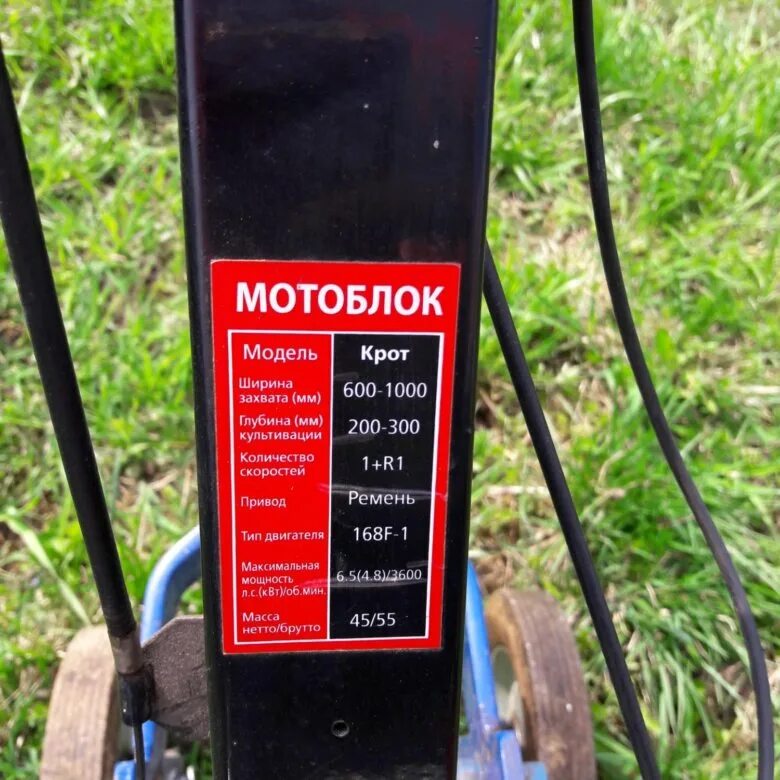 МОТОБЛОК
Модель Крот
Ширина
захвата (мм) 600-1000
Глубина (мм)
культивации 200-300
Количество
скоростей 1+R1
Привод Ремень
Тип двигателя 168F-1
Максимальная
мощность 6.5(4.8)/3600
л.с.(кВт)/об.мин.
Масса
нетто/брутто 45/55